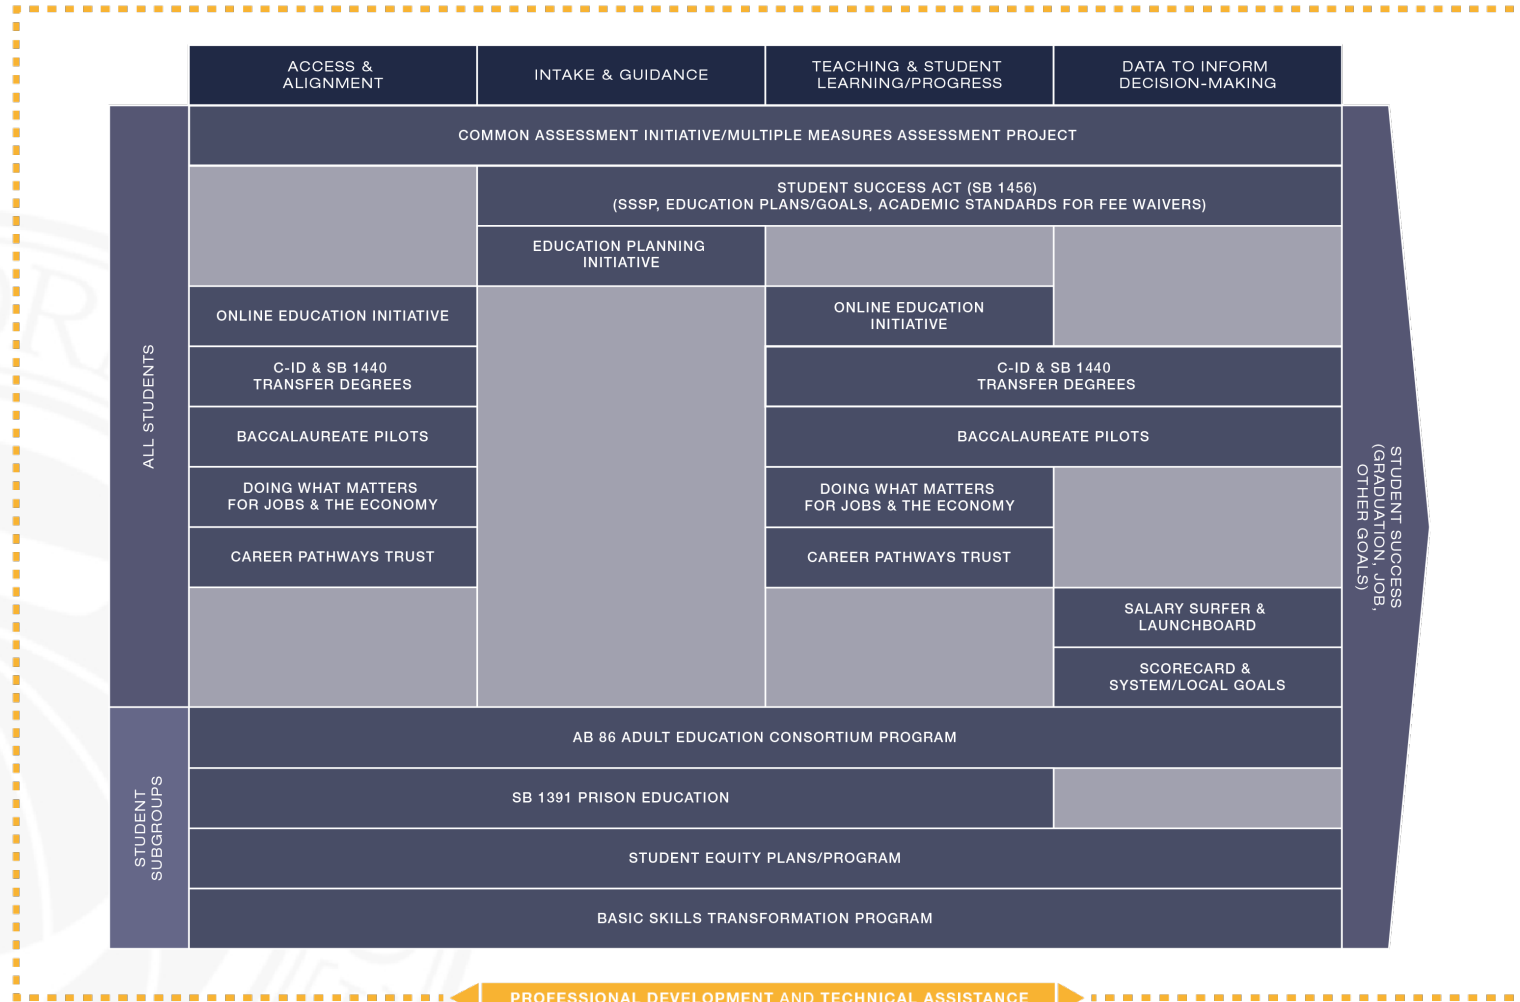 ACCESS &
ALIGNMENT
INTAKE & GUIDANCE
TEACHING & STUDENT
LEARNING/PROGRESS
DATA TO INFORM
DECISION-MAKING
ALL STUDENTS
COMMON ASSESSMENT INITIATIVE/MULTIPLE MEASURES ASSESSMENT PROJECT
STUDENT SUCCESS ACT (SB 1456)
(SSSP, EDUCATION PLANS/GOALS, ACADEMIC STANDARDS FOR FEE WAIVERS)
EDUCATION PLANNING
INITIATIVE
ONLINE EDUCATION INITIATIVE
ONLINE EDUCATION
INITIATIVE
C-ID & SB 1440
TRANSFER DEGREES
C-ID & SB 1440
TRANSFER DEGREES
BACCALAUREATE PILOTS
BACCALAUREATE PILOTS
DOING WHAT MATTERS
FOR JOBS & THE ECONOMY
DOING WHAT MATTERS
FOR JOBS & THE ECONOMY
CAREER PATHWAYS TRUST
CAREER PATHWAYS TRUST
SALARY SURFER &
LAUNCHBOARD
SCORECARD &
SYSTEM/LOCAL GOALS
STUDENT
SUBGROUPS
AB 86 ADULT EDUCATION CONSORTIUM PROGRAM
SB 1391 PRISON EDUCATION
STUDENT EQUITY PLANS/PROGRAM
BASIC SKILLS TRANSFORMATION PROGRAM
STUDENT SUCCESS
(GRADUATION, JOB,
OTHER GOALS)
PROFESSIONAL DEVELOPMENT AND TECHNICAL ASSISTANCE